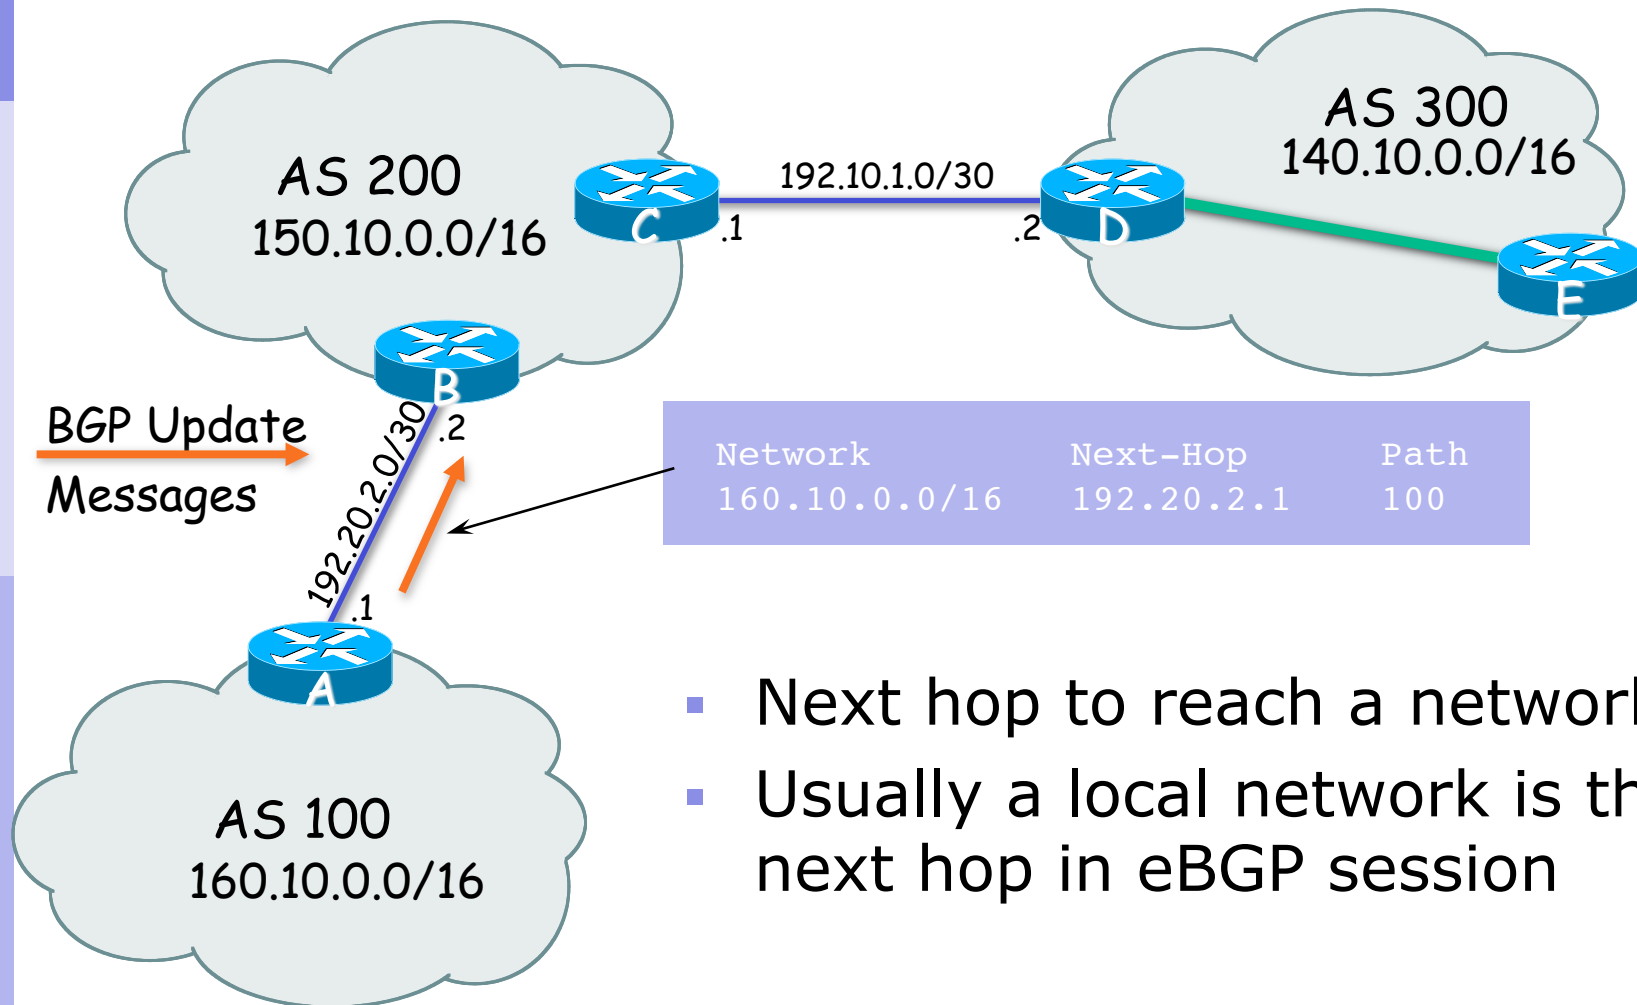 AS 200
150.10.0.0/16
C
.1
192.10.1.0/30
.2
D
AS 300
140.10.0.0/16
E
B
.2
192.20.2.0/30
.1
A
BGP Update
Messages
Network Next-Hop Path
160.10.0.0/16 192.20.2.1 100
AS 100
160.10.0.0/16
Next hop to reach a network
Usually a local network is th
next hop in eBGP session